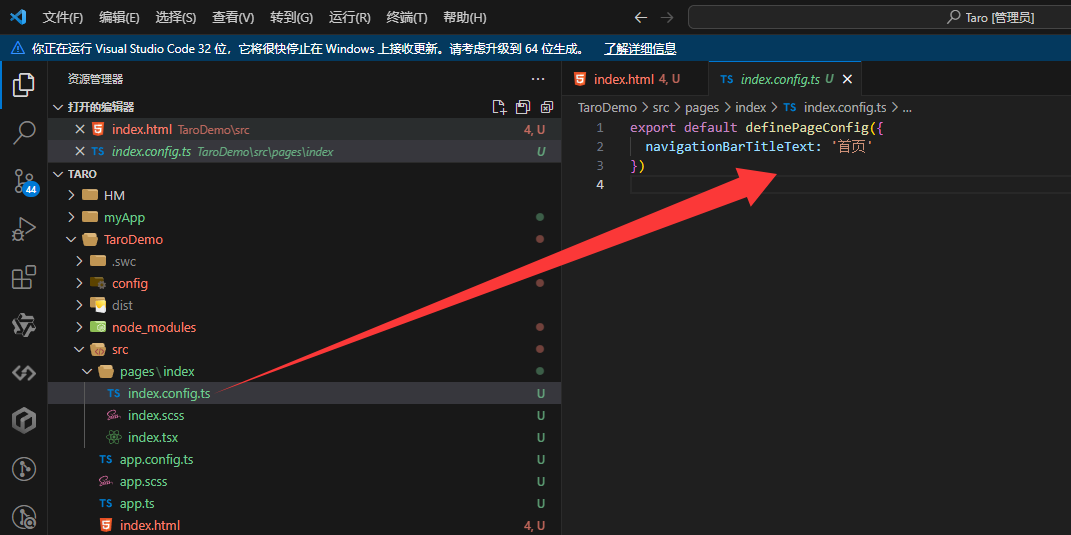 文件(F) 编辑(E) 选择(S) 查看(V) 转到(G) 运行(R) 终端(T) 帮助(H) Taro [管理员]
你正在运行 Visual Studio Code 32 位，它将很快停止在 Windows 上接收更新。请考虑升级到 64 位生成。 了解详细信息
资源管理器 ...
打开的编辑器
index.html TaroDemo\src 4, U
TS index.config.ts TaroDemo\src\pages\index U
TARO
HM
myApp
TaroDemo
.swc
config
dist
node_modules
src
pages\index
TS index.config.ts U
index.scss U
index.tsx U
TS app.config.ts U
app.scss U
TS app.ts U
index.html 4, U
44
index.html 4, U TS index.config.ts U
TaroDemo > src > pages > index > TS index.config.ts > ...
1 export default definePageConfig({
2 navigationBarTitleText: '首页'
3 })
4